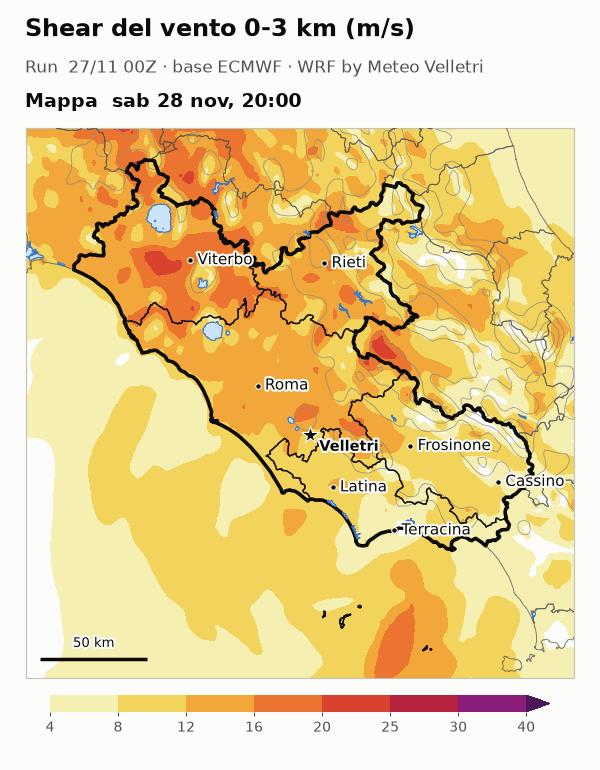 Shear del vento 0-3 km (m/s)
Run  27/11 00Z · base ECMWF · WRF by Meteo Velletri
Mappa  sab 28 nov, 20:00
Viterbo
Rieti
Roma
Velletri
Frosinone
Cassino
Latina
Terracina
50 km
4 8 12 16 20 25 30 40